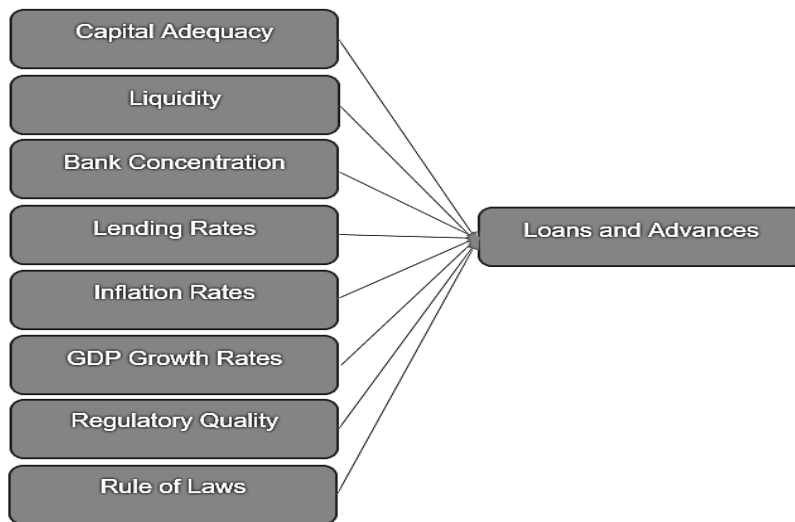 Capital Adequacy
Liquidity
Bank Concentration
Lending Rates
Loans and Advances
Inflation Rates
GDP Growth Rates
Regulatory Quality
Rule of Laws